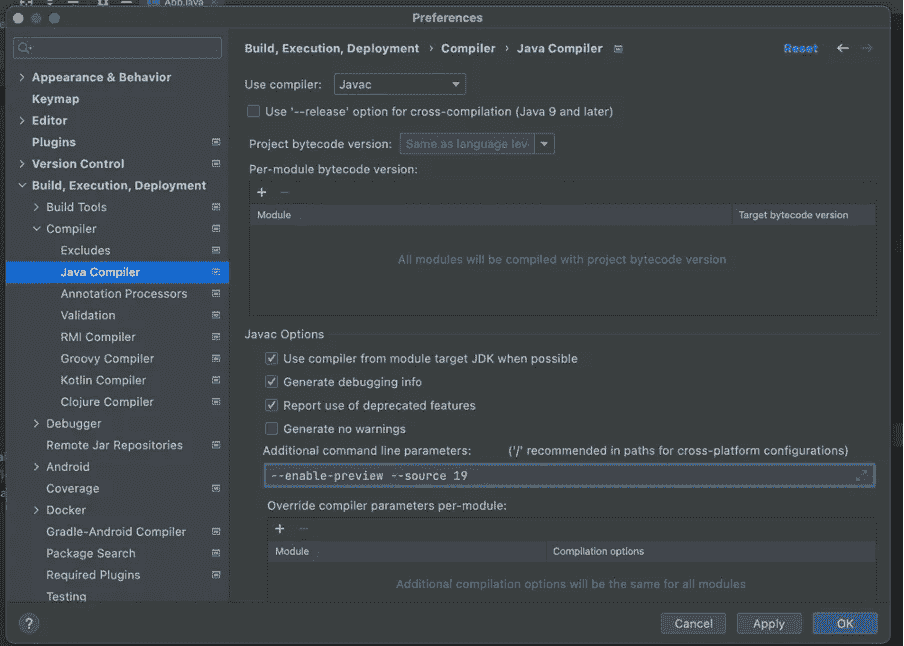 App.java
Preferences
Build, Execution, Deployment › Compiler › Java Compiler
Reset
Use compiler: Javac
Use '--release' option for cross-compilation (Java 9 and later)
Project bytecode version: Same as language lev
Per-module bytecode version:
Module Target bytecode version
All modules will be compiled with project bytecode version
Javac Options
Use compiler from module target JDK when possible
Generate debugging info
Report use of deprecated features
Generate no warnings
Additional command line parameters: ('/' recommended in paths for cross-platform configurations)
--enable-preview --source 19
Override compiler parameters per-module:
Module Compilation options
Additional compilation options will be the same for all modules
Appearance & Behavior
Keymap
Editor
Plugins
Version Control
Build, Execution, Deployment
Build Tools
Compiler
Excludes
Java Compiler
Annotation Processors
Validation
RMI Compiler
Groovy Compiler
Kotlin Compiler
Clojure Compiler
Debugger
Remote Jar Repositories
Android
Coverage
Docker
Gradle-Android Compiler
Package Search
Required Plugins
Testing
?
Cancel
Apply
OK